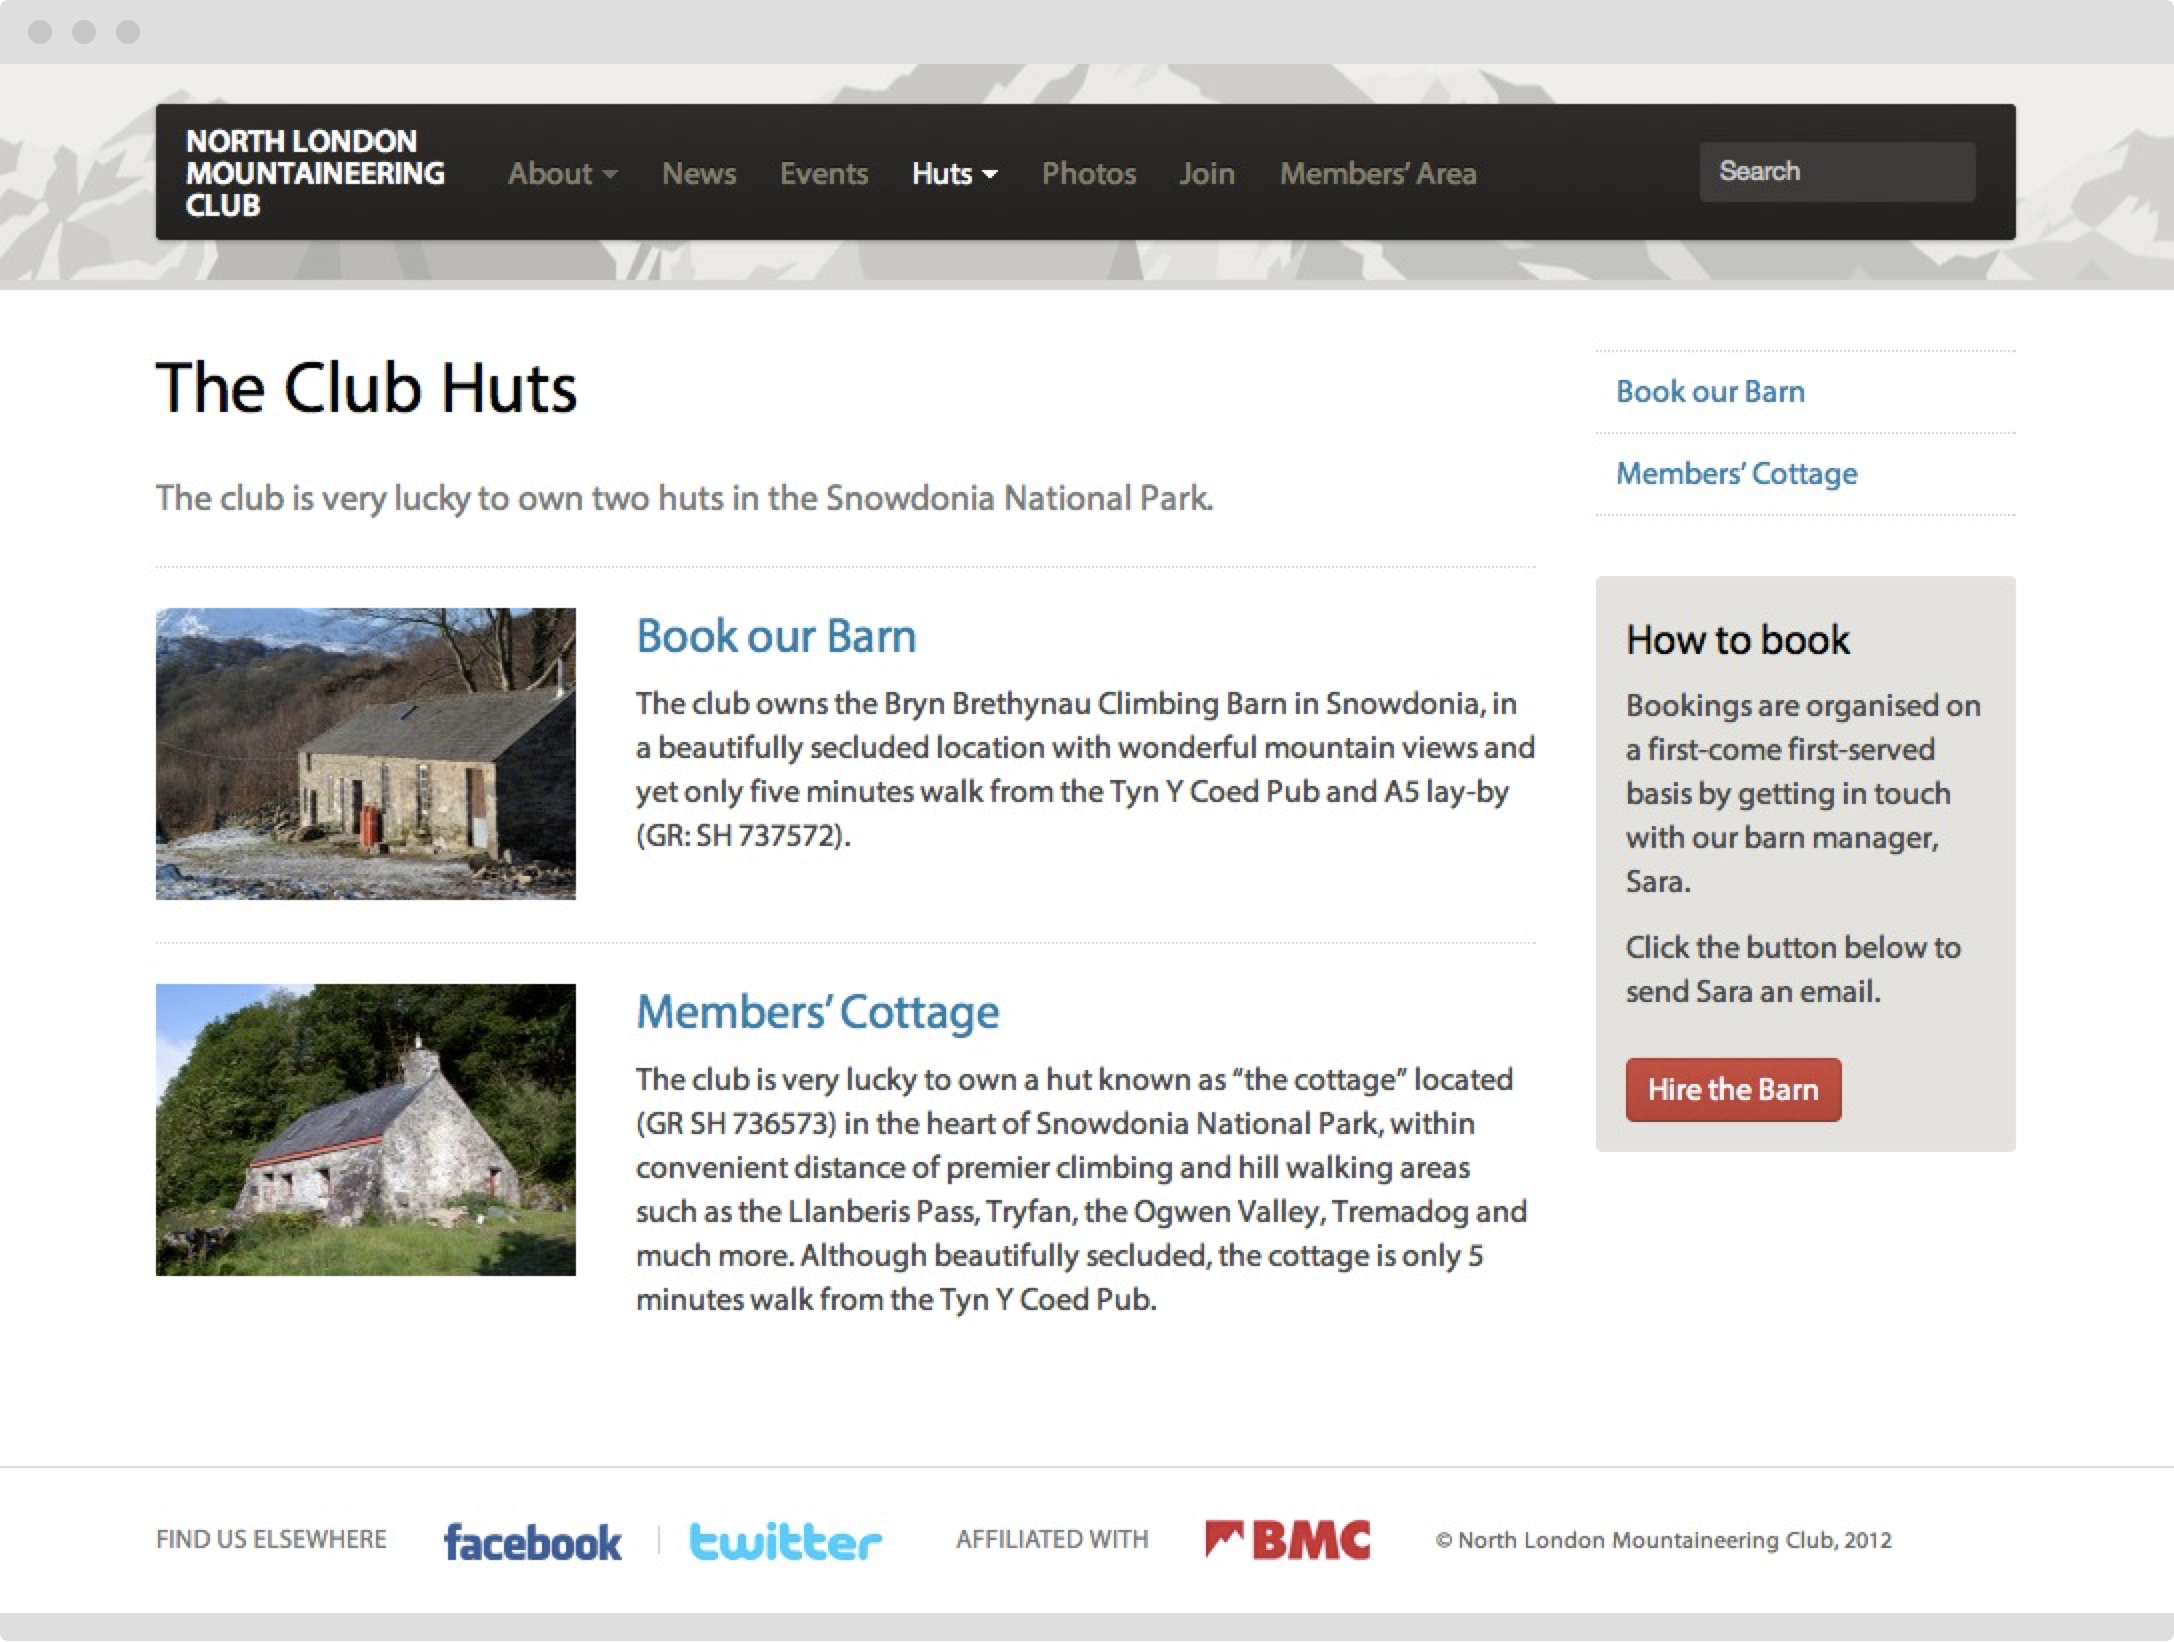 NORTH LONDON
MOUNTAINEERING
CLUB
About
News
Events
Huts
Photos
Join
Members’ Area
Search
The Club Huts
The club is very lucky to own two huts in the Snowdonia National Park.
Book our Barn
The club owns the Bryn Brethynau Climbing Barn in Snowdonia, in
a beautifully secluded location with wonderful mountain views and
yet only five minutes walk from the Tyn Y Coed Pub and A5 lay-by
(GR: SH 737572).
Members’ Cottage
The club is very lucky to own a hut known as “the cottage” located
(GR SH 736573) in the heart of Snowdonia National Park, within
convenient distance of premier climbing and hill walking areas
such as the Llanberis Pass, Tryfan, the Ogwen Valley, Tremadog and
much more. Although beautifully secluded, the cottage is only 5
minutes walk from the Tyn Y Coed Pub.
Book our Barn
Members’ Cottage
How to book
Bookings are organised on
a first-come first-served
basis by getting in touch
with our barn manager,
Sara.
Click the button below to
send Sara an email.
Hire the Barn
FIND US ELSEWHERE
facebook
twitter
AFFILIATED WITH
BMC
© North London Mountaineering Club, 2012